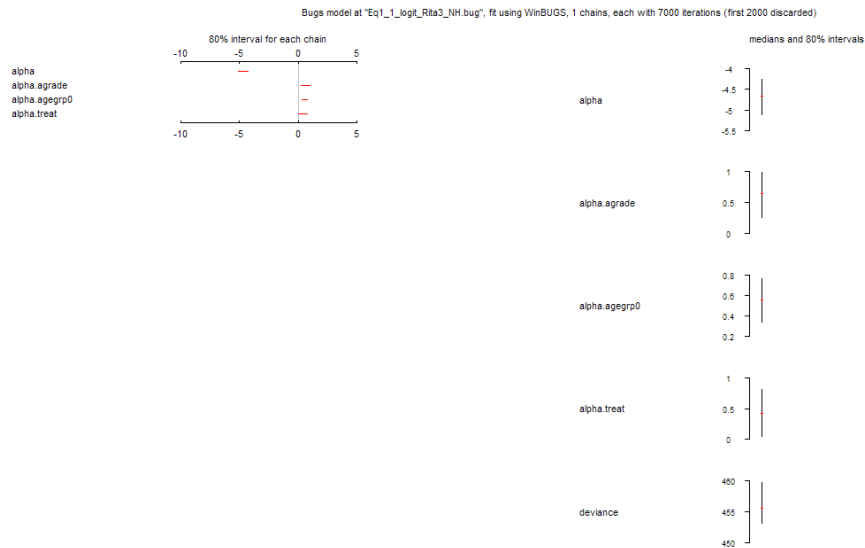 Bugs model at "Eq1_1_logit_Rita3_NH.bug", fit using WinBUGS, 1 chains, each with 7000 iterations (first 2000 discarded)
80% interval for each chain
-10 -5 0 5
alpha
alpha.agrade
alpha.agegrp0
alpha.treat
-10 -5 0 5
medians and 80% intervals
-4
-4.5
alpha
-5
-5.5
1
alpha.agrade 0.5
0
0.8
0.6
alpha.agegrp0
0.4
0.2
1
alpha.treat 0.5
0
460
deviance 455
450